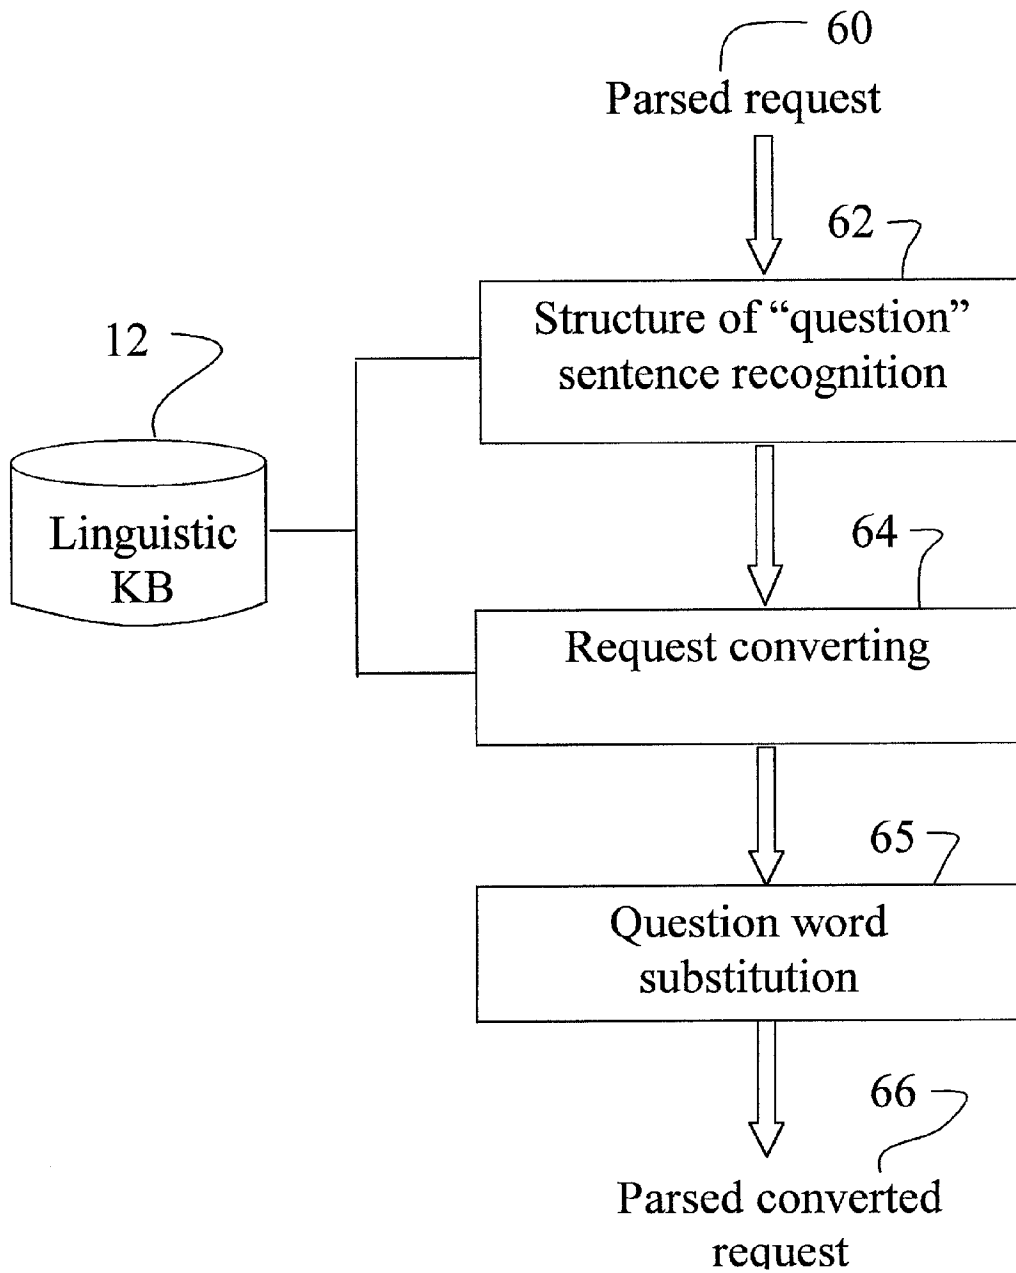 60
Parsed request
62
Structure of “question”
sentence recognition
12
Linguistic
KB
64
Request converting
65
Question word
substitution
66
Parsed converted
request